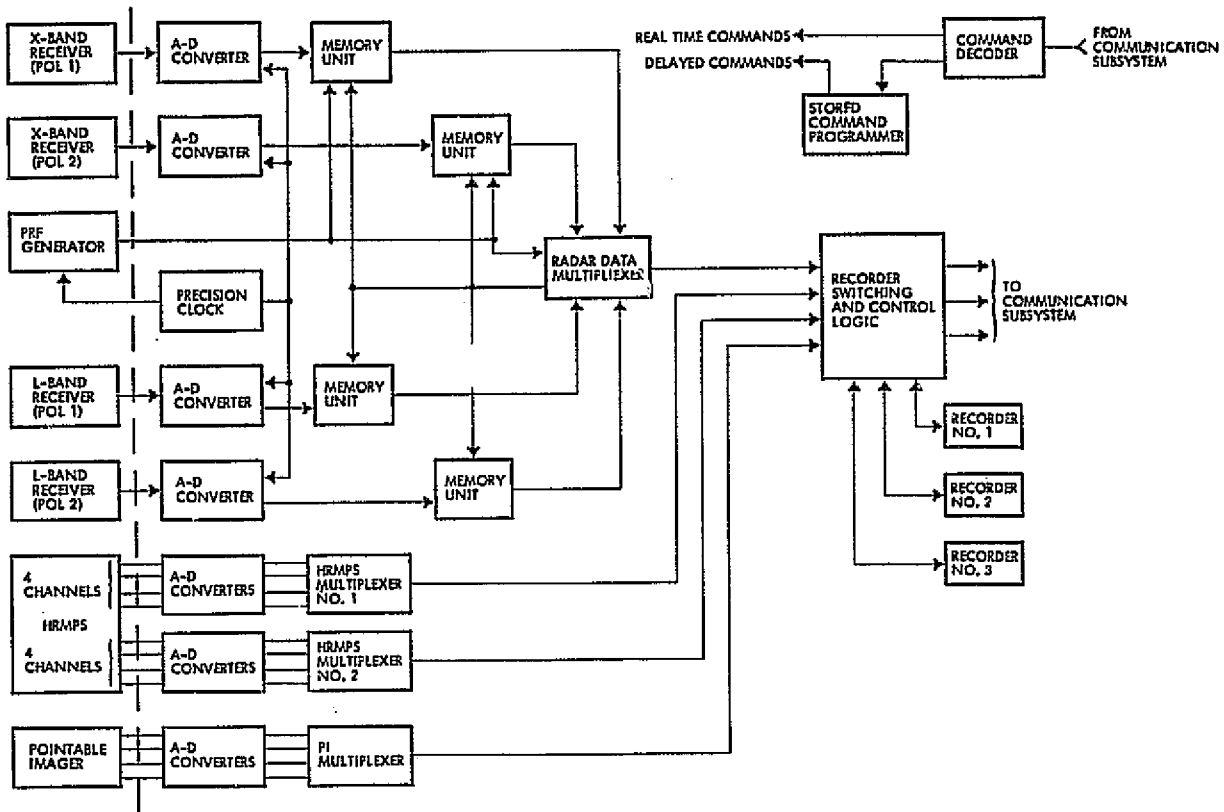 X-BAND
RECEIVER
(POL 1)
A-D
CONVERTER
MEMORY
UNIT
REAL TIME COMMANDS
DELAYED COMMANDS
COMMAND
DECODER
FROM
COMMUNICATION
SUBSYSTEM
STORED
COMMAND
PROGRAMMER
X-BAND
RECEIVER
(POL 2)
A-D
CONVERTER
MEMORY
UNIT
PRF
GENERATOR
PRECISION
CLOCK
RADAR DATA
MULTIPLEXER
RECORDER
SWITCHING
AND CONTROL
LOGIC
TO
COMMUNICATION
SUBSYSTEM
L-BAND
RECEIVER
(POL 1)
A-D
CONVERTER
MEMORY
UNIT
L-BAND
RECEIVER
(POL 2)
A-D
CONVERTER
MEMORY
UNIT
RECORDER
NO. 1
RECORDER
NO. 2
RECORDER
NO. 3
4
CHANNELS
HRMPS
4
CHANNELS
A-D
CONVERTERS
HRMPS
MULTIPLEXER
NO. 1
A-D
CONVERTERS
HRMPS
MULTIPLEXER
NO. 2
POINTABLE
IMAGER
A-D
CONVERTERS
PI
MULTIPLEXER